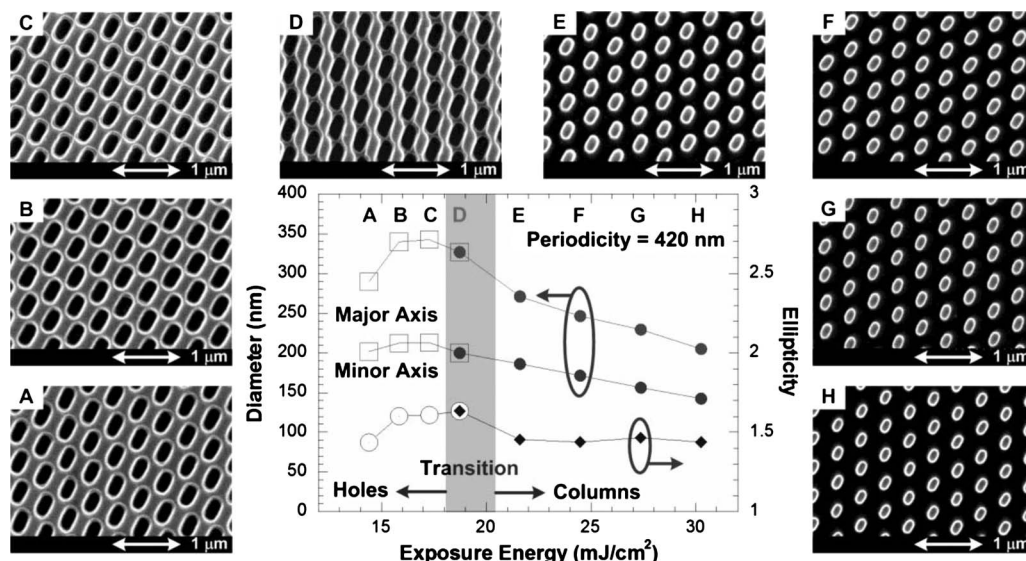 C
1 μm
D
1 μm
E
1 μm
F
1 μm
B
1 μm
A
1 μm
G
1 μm
H
1 μm
400
350
300
250
200
150
100
50
0
Diameter (nm)
A B C D E F G H
Periodicity = 420 nm
Major Axis
Minor Axis
Transition
Holes
Columns
3
2.5
2
1.5
1
Ellipticity
15 20 25 30
Exposure Energy (mJ/cm²)